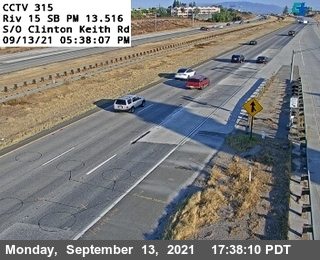 CCTV 315
Riv 15 SB PM 13.516
S/O Clinton Keith Rd
09/13/21 05:38:07 PM
Monday, September 13, 2021 17:38:10 PDT